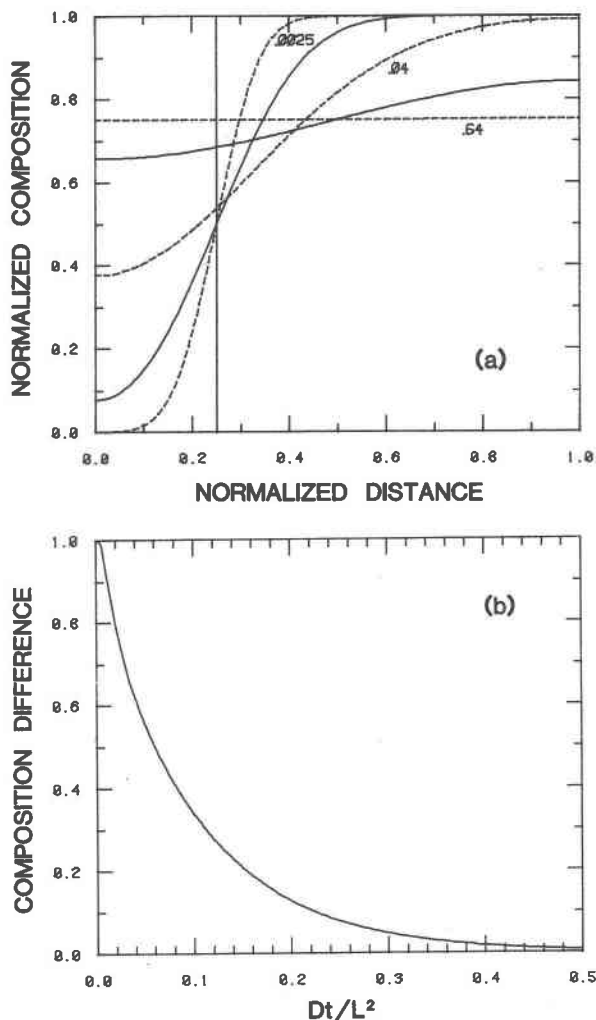 1.0
0.8
0.6
0.4
0.2
0.0
NORMALIZED COMPOSITION
.0025
.04
.64
(a)
0.0 0.2 0.4 0.6 0.8 1.0
NORMALIZED DISTANCE
1.0
0.8
0.6
0.4
0.2
0.0
COMPOSITION DIFFERENCE
(b)
0.0 0.1 0.2 0.3 0.4 0.5
Dt/L²